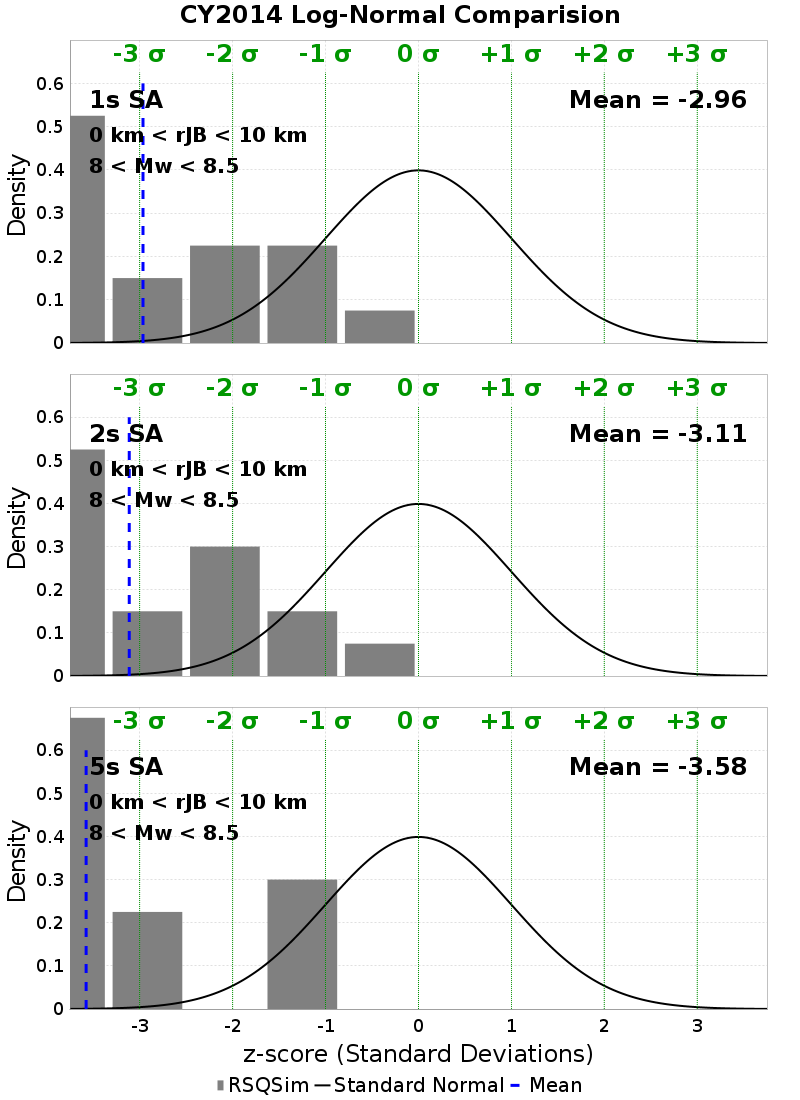 CY2014 Log-Normal Comparision
-3 σ -2 σ -1 σ 0 σ +1 σ +2 σ +3 σ
1s SA Mean = -2.96
0 km < rJB < 10 km
8 < Mw < 8.5
0.6
0.5
0.4
0.3
0.2
0.1
0
Density
-3 σ -2 σ -1 σ 0 σ +1 σ +2 σ +3 σ
2s SA Mean = -3.11
0 km < rJB < 10 km
8 < Mw < 8.5
0.6
0.5
0.4
0.3
0.2
0.1
0
Density
-3 σ -2 σ -1 σ 0 σ +1 σ +2 σ +3 σ
5s SA Mean = -3.58
0 km < rJB < 10 km
8 < Mw < 8.5
0.6
0.5
0.4
0.3
0.2
0.1
0
Density
-3 -2 -1 0 1 2 3
z-score (Standard Deviations)
RSQSim Standard Normal Mean